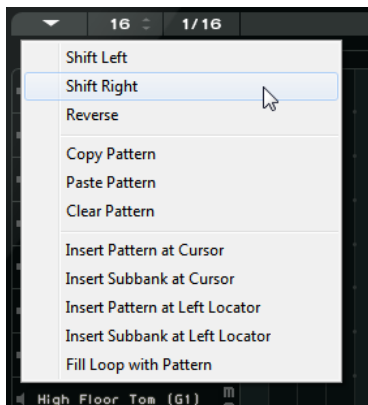 16 1/16
Shift Left
Shift Right
Reverse
Copy Pattern
Paste Pattern
Clear Pattern
Insert Pattern at Cursor
Insert Subbank at Cursor
Insert Pattern at Left Locator
Insert Subbank at Left Locator
Fill Loop with Pattern
High Floor Tom (G1) m